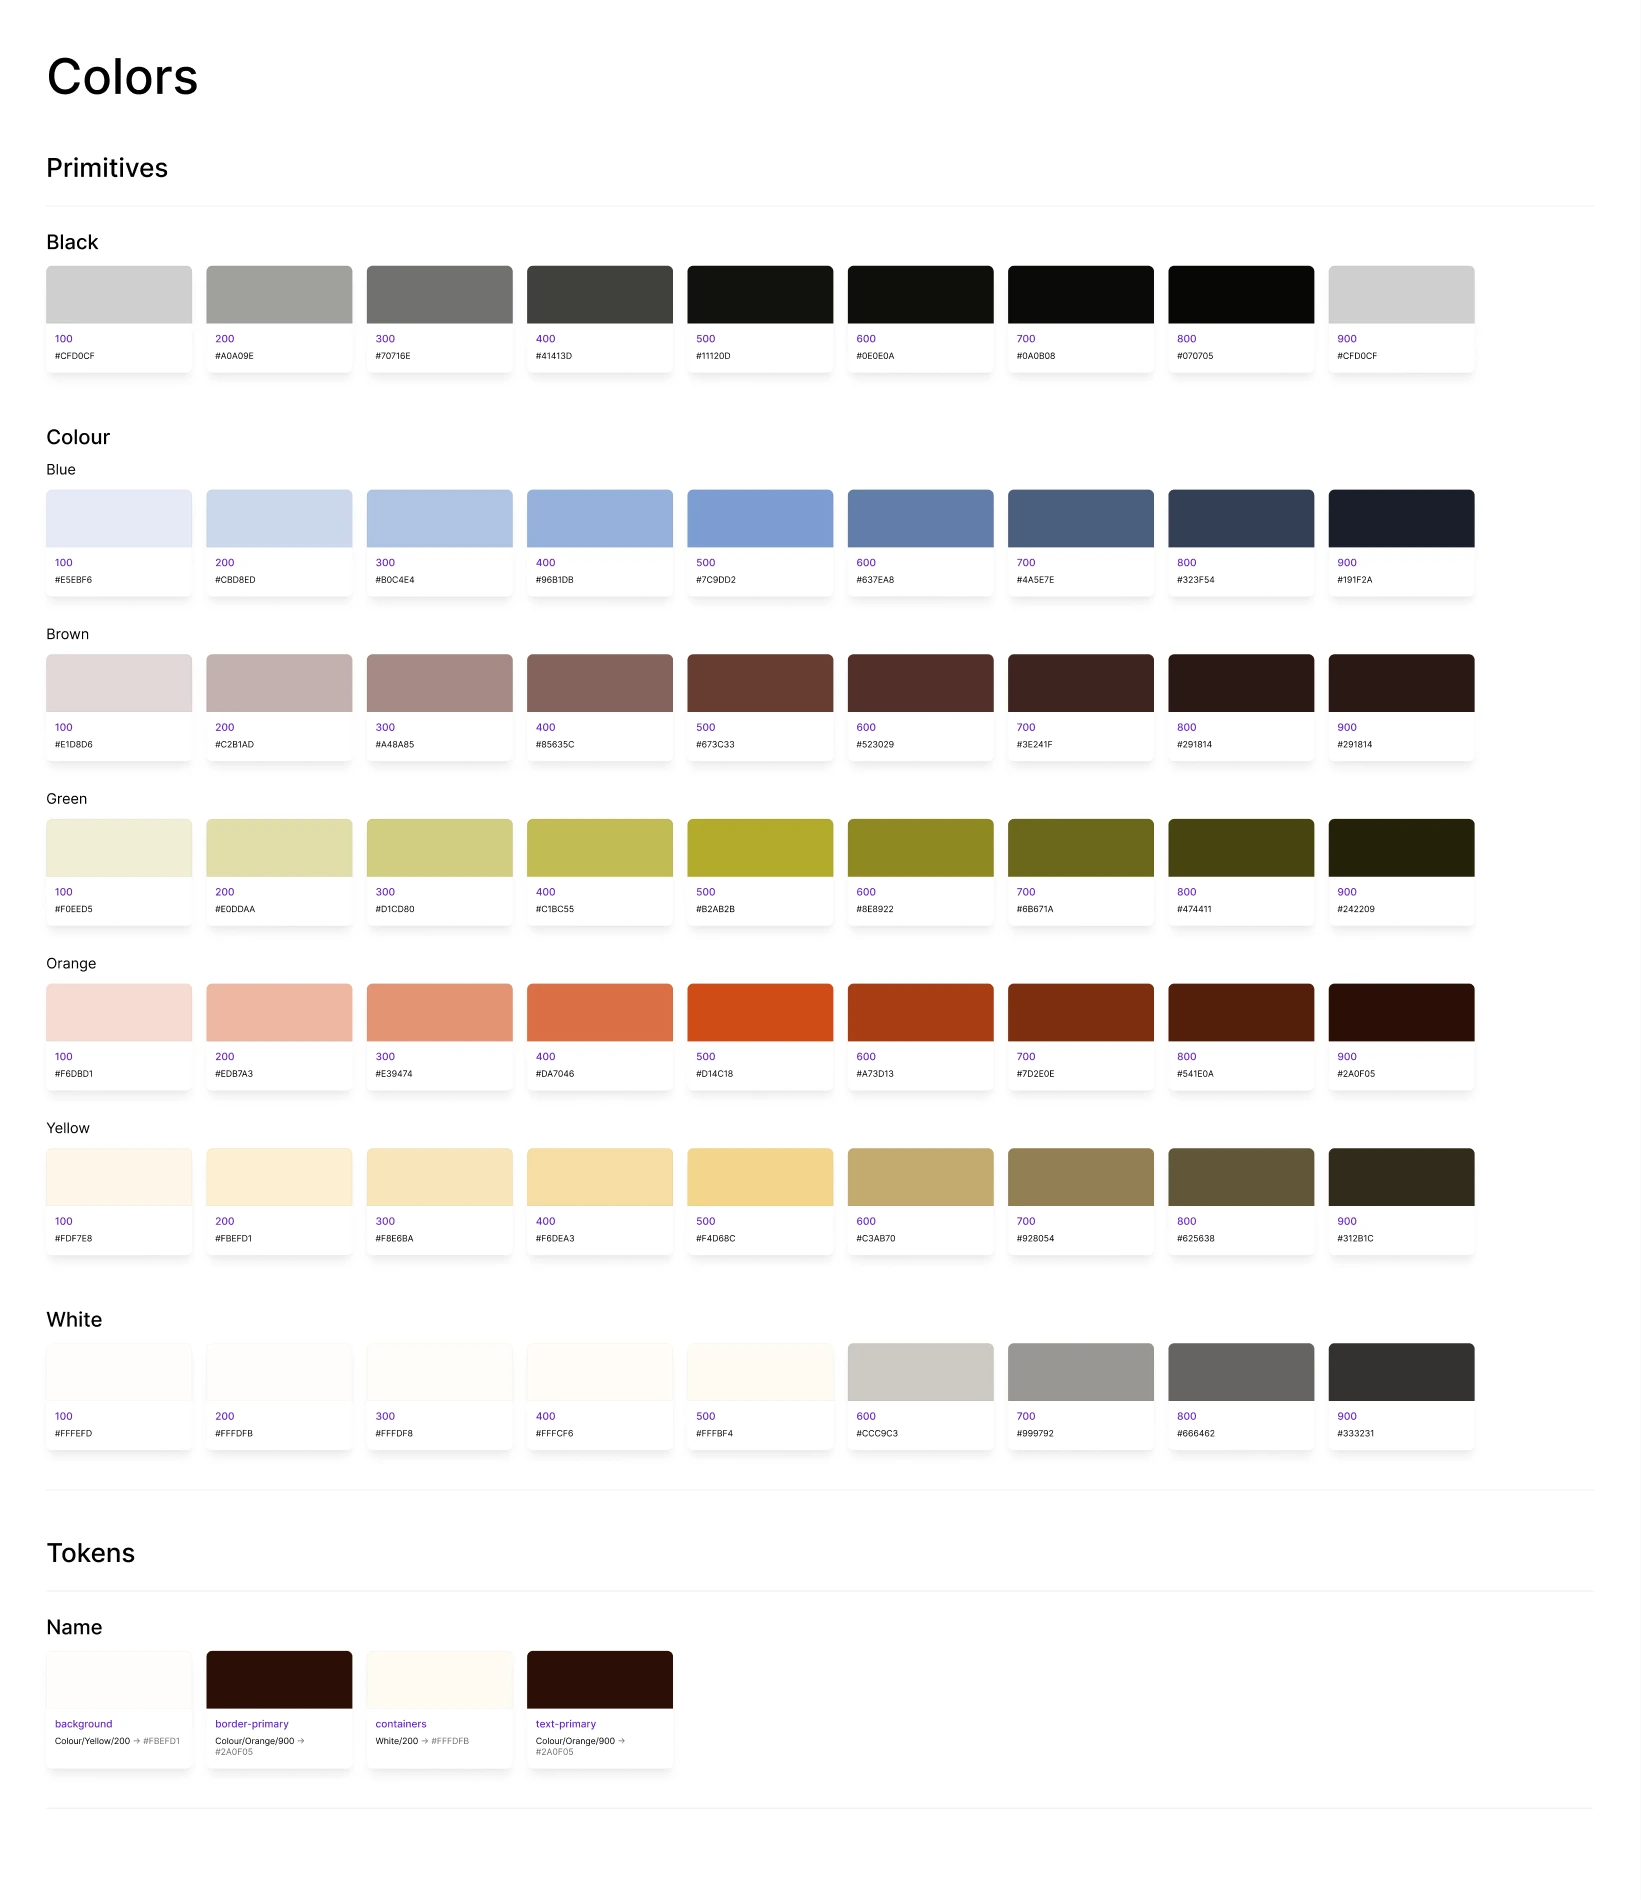 Colors
Primitives
Black
100 200 300 400 500 600 700 800 900
#CFD0CF #A0A09E #70716E #41413D #11120D #0E0E0A #0A0B08 #070705 #CFD0CF
Colour
Blue
100 200 300 400 500 600 700 800 900
#E5EBF6 #CBD8ED #B0C4E4 #96B1DB #7C9DD2 #637EA8 #4A5E7E #323F54 #191F2A
Brown
100 200 300 400 500 600 700 800 900
#E1D8D6 #C2B1AD #A48A85 #85635C #673C33 #523029 #3E241F #291814 #291814
Green
100 200 300 400 500 600 700 800 900
#F0EED5 #E0DDAA #D1CD80 #C1BC55 #B2AB2B #8E8922 #6B671A #474411 #242209
Orange
100 200 300 400 500 600 700 800 900
#F6DBD1 #EDB7A3 #E39474 #DA7046 #D14C18 #A73D13 #7D2E0E #541E0A #2A0F05
Yellow
100 200 300 400 500 600 700 800 900
#FDF7E8 #FBEFD1 #F8E6BA #F6DEA3 #F4D68C #C3AB70 #928054 #625638 #312B1C
White
100 200 300 400 500 600 700 800 900
#FFFEFD #FFFDFB #FFFDF8 #FFFCF6 #FFFBF4 #CCC9C3 #999792 #666462 #333231
Tokens
Name
background border-primary containers text-primary
Colour/Yellow/200 → #FBEFD1 Colour/Orange/900 → White/200 → #FFFDFB Colour/Orange/900 →
#2A0F05 #2A0F05